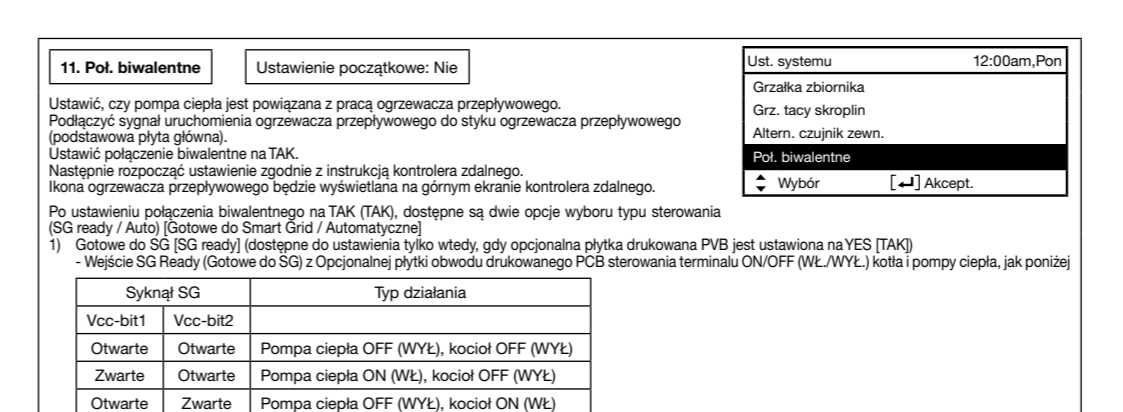 11. Poł. biwalentne
Ustawienie początkowe: Nie
Ustawić, czy pompa ciepła jest powiązana z pracą ogrzewacza przepływowego.
Podłączyć sygnał uruchomienia ogrzewacza przepływowego do styku ogrzewacza przepływowego
(podstawowa płyta główna).
Ustawić połączenie biwalentne na TAK.
Następnie rozpocząć ustawienie zgodnie z instrukcją kontrolera zdalnego.
Ikona ogrzewacza przepływowego będzie wyświetlana na górnym ekranie kontrolera zdalnego.
Ust. systemu 12:00am,Pon
Grzałka zbiornika
Grz. tacy skroplin
Altern. czujnik zewn.
Poł. biwalentne
Wybór [↵] Akcept.
Po ustawieniu połączenia biwalentnego na TAK (TAK), dostępne są dwie opcje wyboru typu sterowania
(SG ready / Auto) [Gotowe do Smart Grid / Automatyczne]
1) Gotowe do SG [SG ready] (dostępne do ustawienia tylko wtedy, gdy opcjonalna płytka drukowana PVB jest ustawiona na YES [TAK])
- Wejście SG Ready (Gotowe do SG) z Opcjonalnej płytki obwodu drukowanego PCB sterowania terminalu ON/OFF (WŁ./WYŁ.) kotła i pompy ciepła, jak poniżej
Syknął SG Typ działania
Vcc-bit1 Vcc-bit2
Otwarte Otwarte Pompa ciepła OFF (WYŁ), kocioł OFF (WYŁ)
Zwarte Otwarte Pompa ciepła ON (WŁ), kocioł OFF (WYŁ)
Otwarte Zwarte Pompa ciepła OFF (WYŁ), kocioł ON (WŁ)